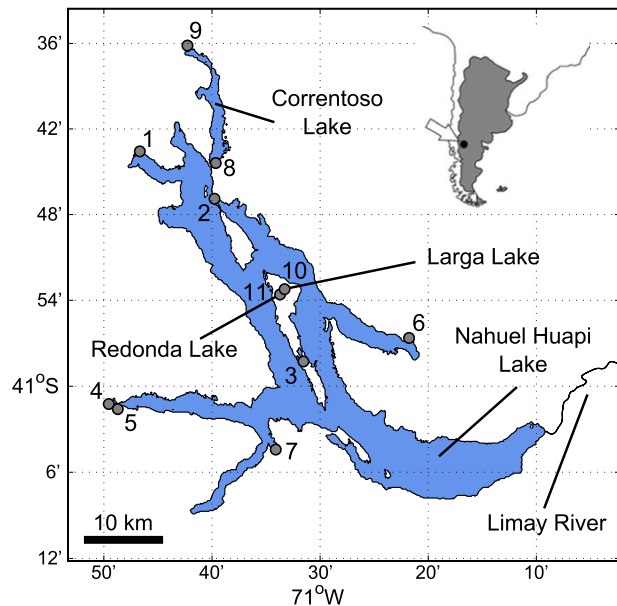 9
36'
Correntoso
Lake
42'
1
8
48'
2
10
Larga Lake
54'
11
6
Redonda Lake
Nahuel Huapi
Lake
3
41°S
4
5
7
6'
10 km
Limay River
12'
50'
40'
30'
20'
10'
71°W